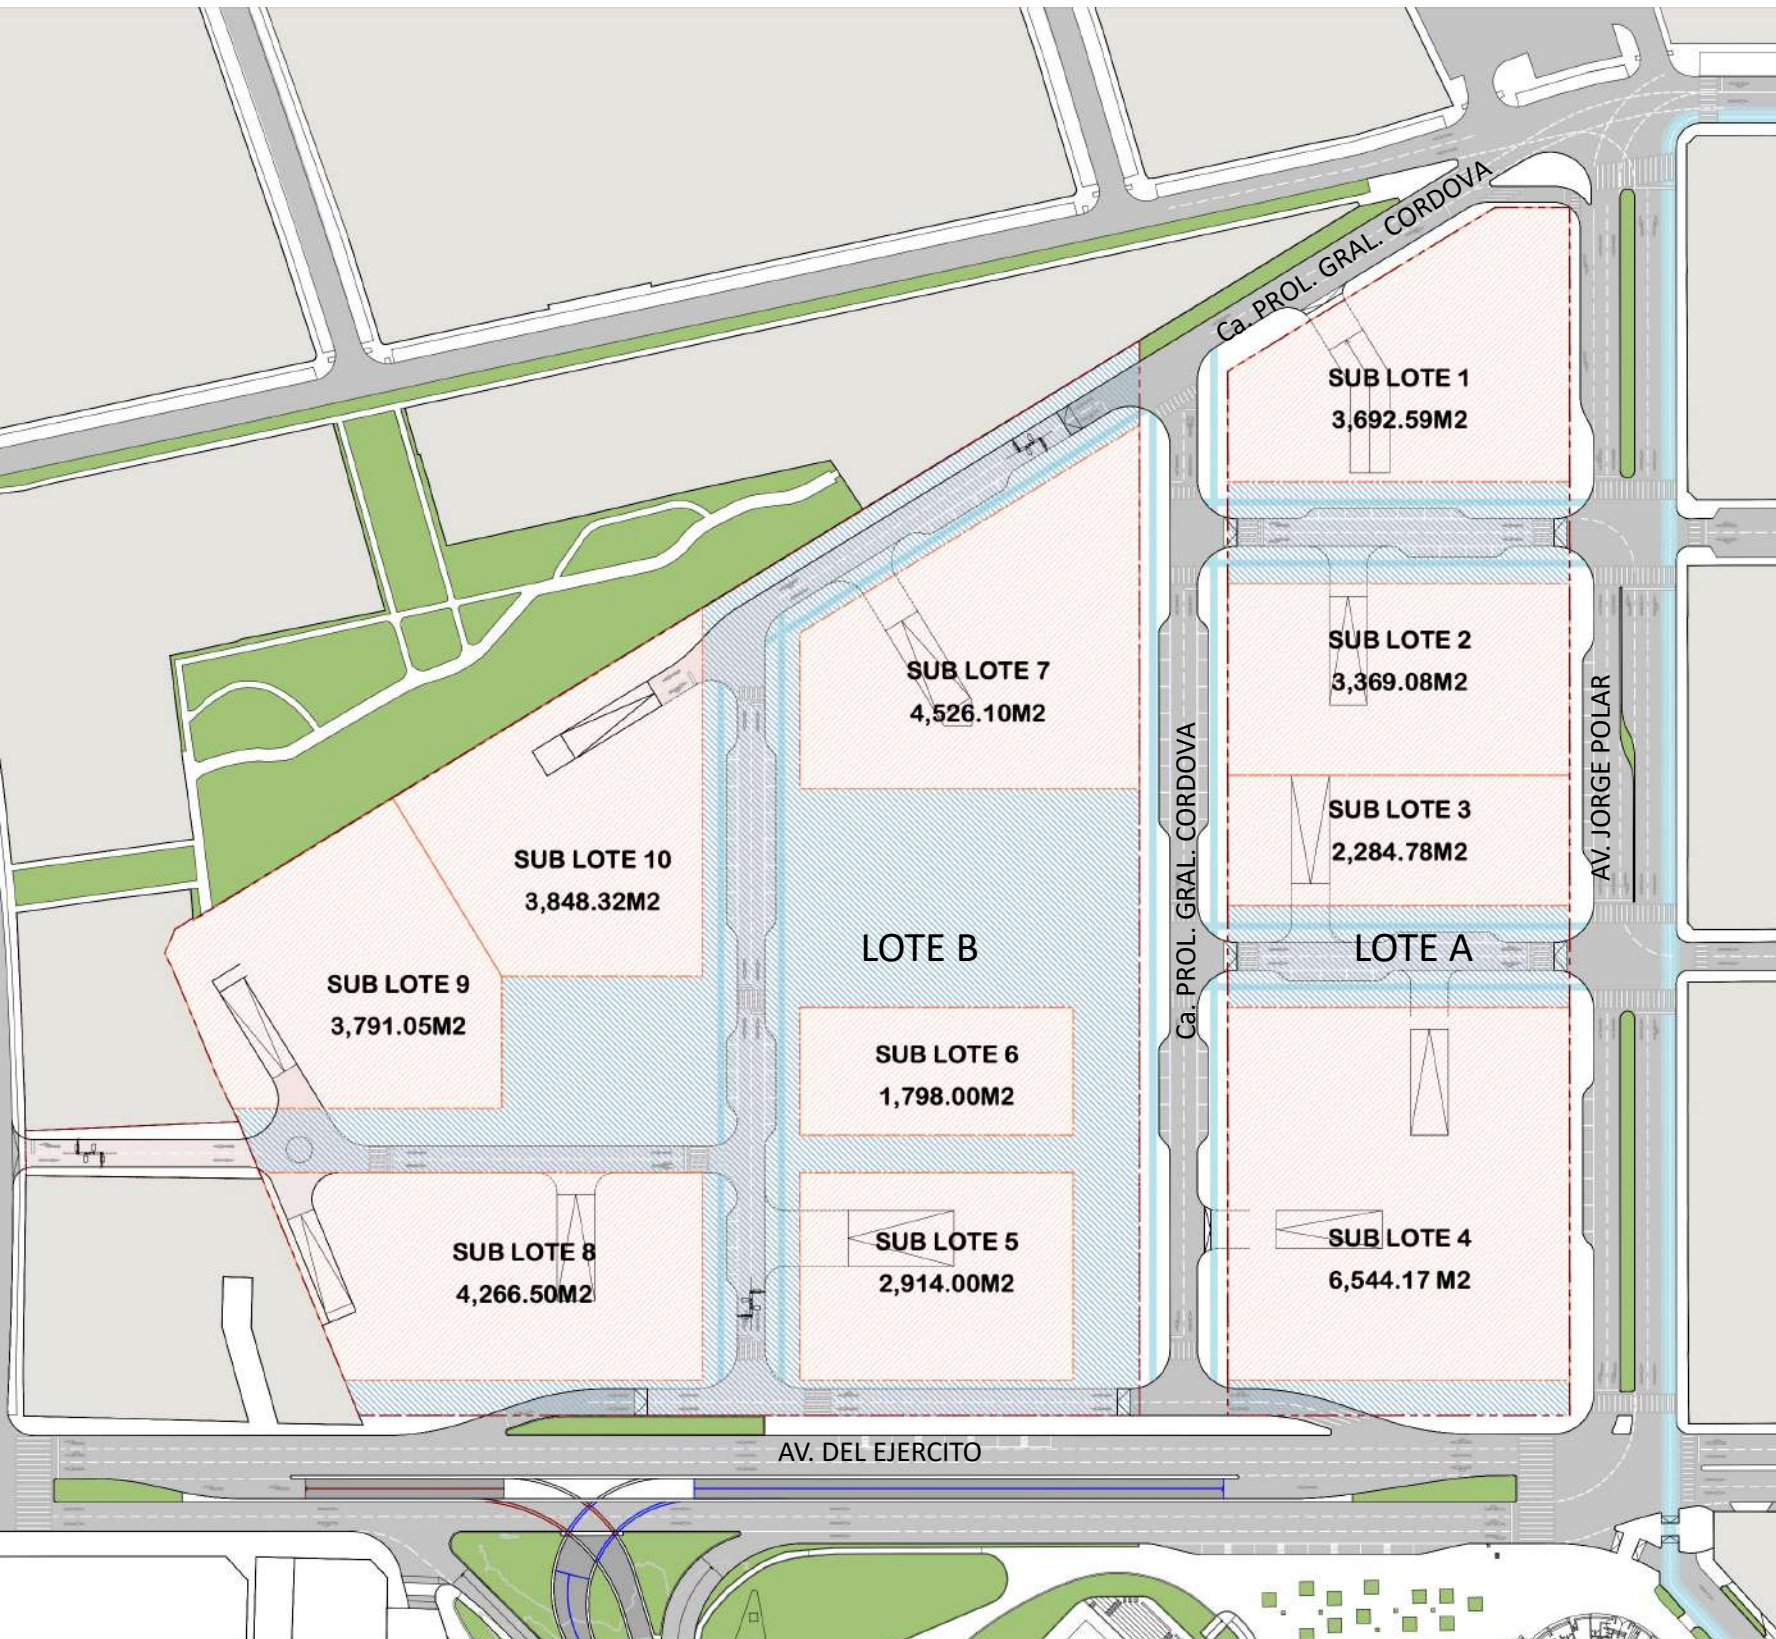 Ca. PROL. GRAL. CORDOVA
SUB LOTE 1
3,692.59M2
SUB LOTE 2
3,369.08M2
SUB LOTE 7
4,526.10M2
AV. JORGE POLAR
Ca. PROL. GRAL. CORDOVA
SUB LOTE 3
2,284.78M2
SUB LOTE 10
3,848.32M2
LOTE B
LOTE A
SUB LOTE 9
3,791.05M2
SUB LOTE 6
1,798.00M2
SUB LOTE 8
4,266.50M2
SUB LOTE 5
2,914.00M2
SUB LOTE 4
6,544.17 M2
AV. DEL EJERCITO